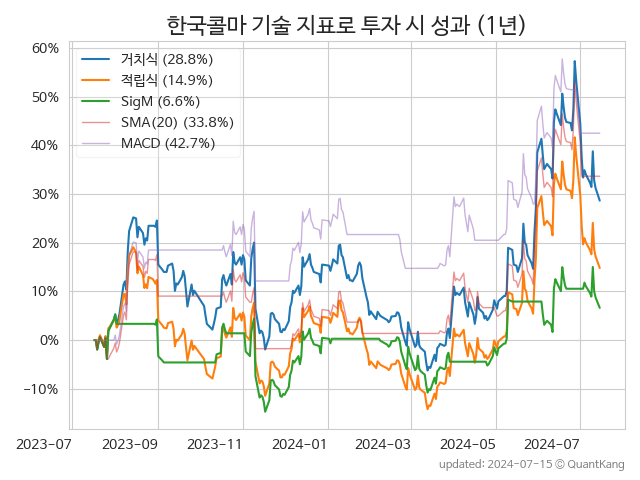 한국콜마 기술 지표로 투자 시 성과 (1년)
60%
50%
40%
30%
20%
10%
0%
−10%
거치식 (28.8%)
적립식 (14.9%)
SigM (6.6%)
SMA(20) (33.8%)
MACD (42.7%)
2023-07
2023-09
2023-11
2024-01
2024-03
2024-05
2024-07
updated: 2024-07-15 © QuantKang